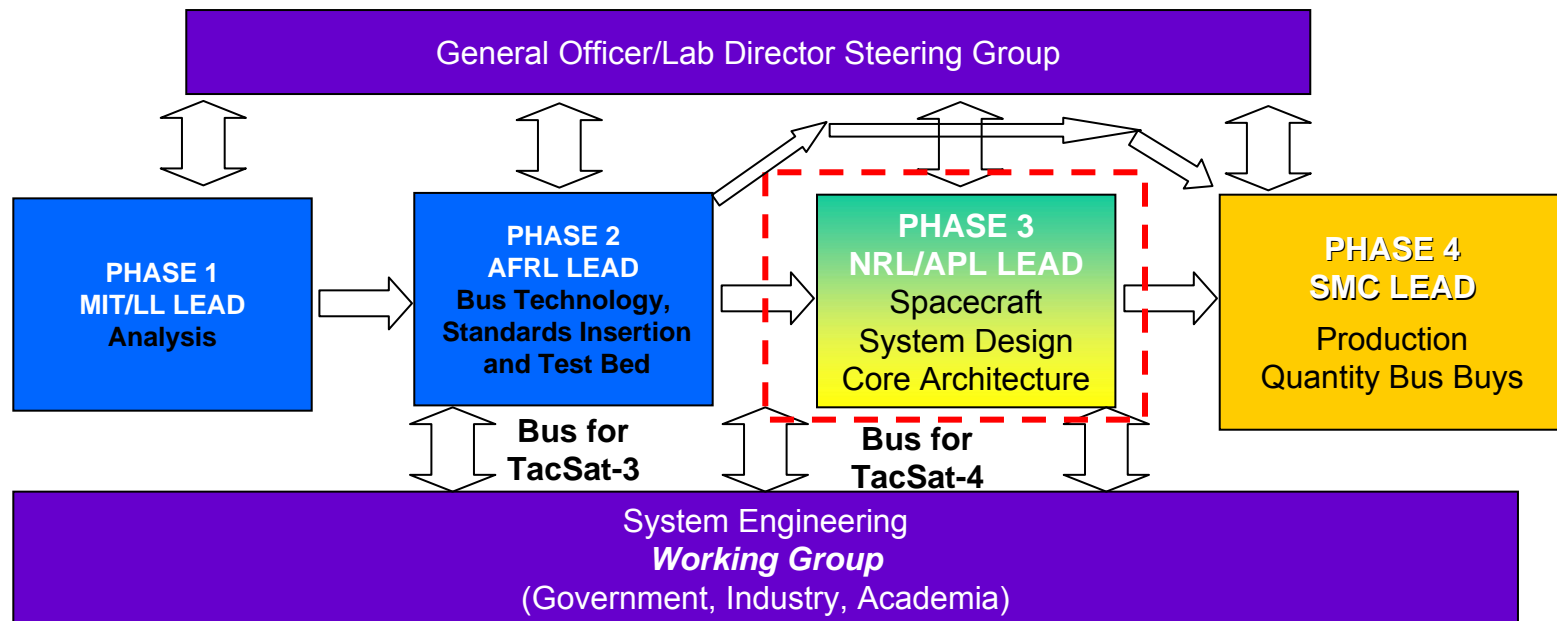 General Officer/Lab Director Steering Group
PHASE 1
MIT/LL LEAD
Analysis
PHASE 2
AFRL LEAD
Bus Technology,
Standards Insertion
and Test Bed
PHASE 3
NRL/APL LEAD
Spacecraft
System Design
Core Architecture
PHASE 4
SMC LEAD
Production
Quantity Bus Buys
Bus for
TacSat-3
Bus for
TacSat-4
System Engineering
Working Group
(Government, Industry, Academia)